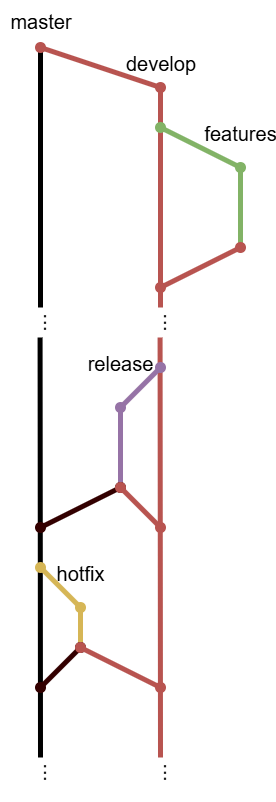 master
develop
features
⋮ ⋮
release
hotfix
⋮ ⋮